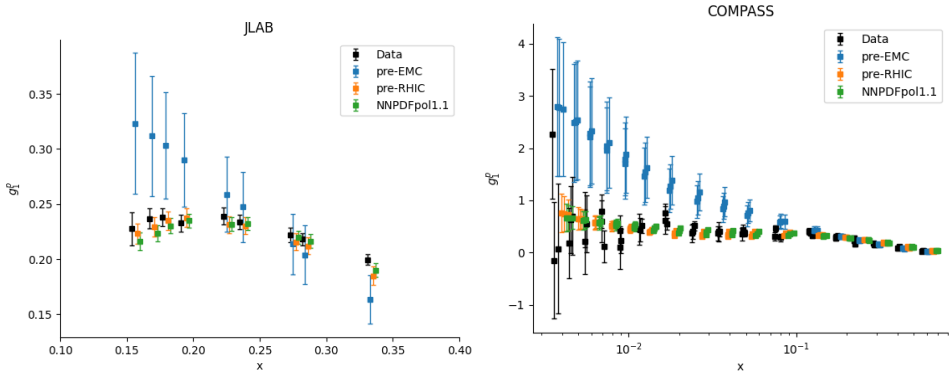 JLAB
Data
pre-EMC
pre-RHIC
NNPDFpol1.1
g₁ᵖ
0.35
0.30
0.25
0.20
0.15
0.10 0.15 0.20 0.25 0.30 0.35 0.40
x
COMPASS
Data
pre-EMC
pre-RHIC
NNPDFpol1.1
g₁ᵖ
4
3
2
1
0
−1
10⁻² 10⁻¹
x